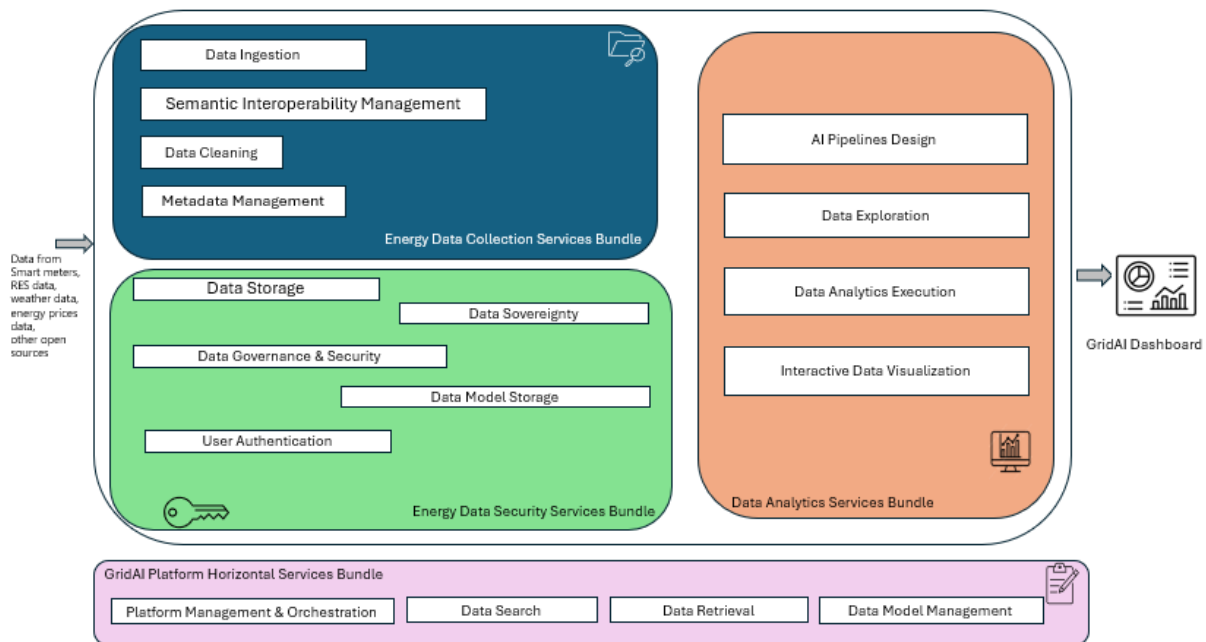 Data Ingestion
Semantic Interoperability Management
Data Cleaning
Metadata Management
Energy Data Collection Services Bundle
Data from
Smart meters,
RES data,
weather data,
energy prices
data,
other open
sources
Data Storage
Data Sovereignty
Data Governance & Security
Data Model Storage
User Authentication
Energy Data Security Services Bundle
AI Pipelines Design
Data Exploration
Data Analytics Execution
Interactive Data Visualization
Data Analytics Services Bundle
GridAI Dashboard
GridAI Platform Horizontal Services Bundle
Platform Management & Orchestration
Data Search
Data Retrieval
Data Model Management